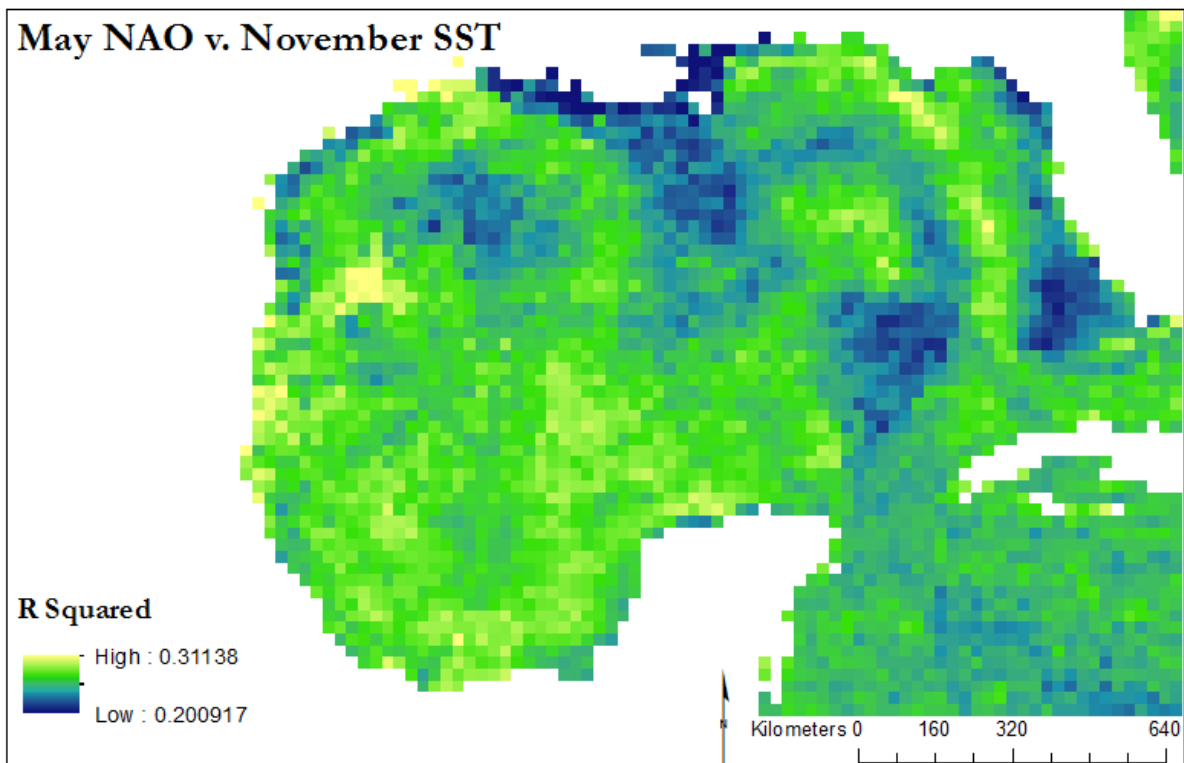 May NAO v. November SST
R Squared
High : 0.31138
Low : 0.200917
N
Kilometers 0 160 320 640